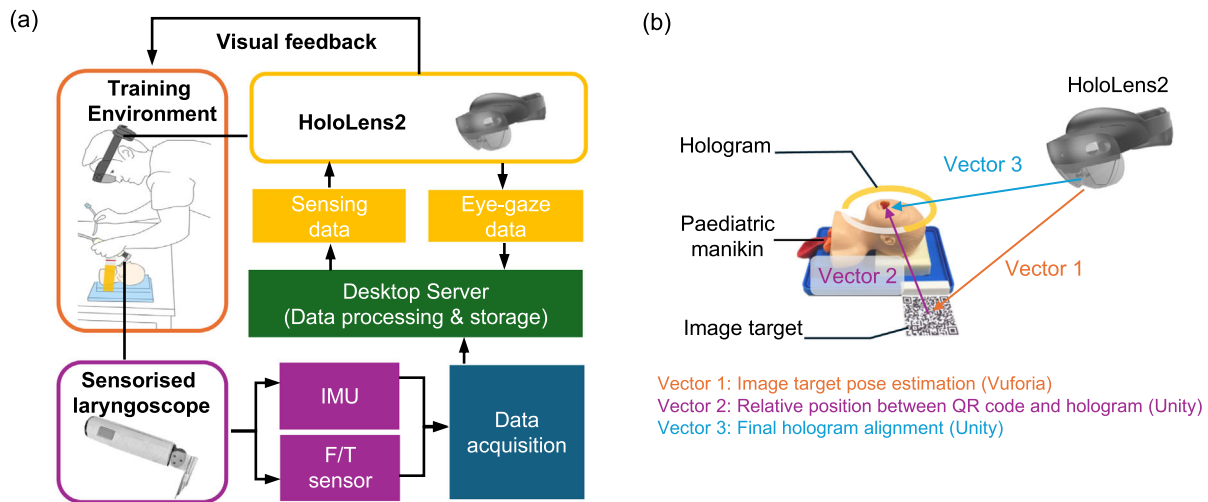 (a)
Visual feedback
Training
Environment
HoloLens2
Sensing
data
Eye-gaze
data
Desktop Server
(Data processing & storage)
Sensorised
laryngoscope
IMU
F/T
sensor
Data
acquisition
(b)
HoloLens2
Hologram
Vector 3
Paediatric
manikin
Vector 2
Vector 1
Image target
Vector 1: Image target pose estimation (Vuforia)
Vector 2: Relative position between QR code and hologram (Unity)
Vector 3: Final hologram alignment (Unity)